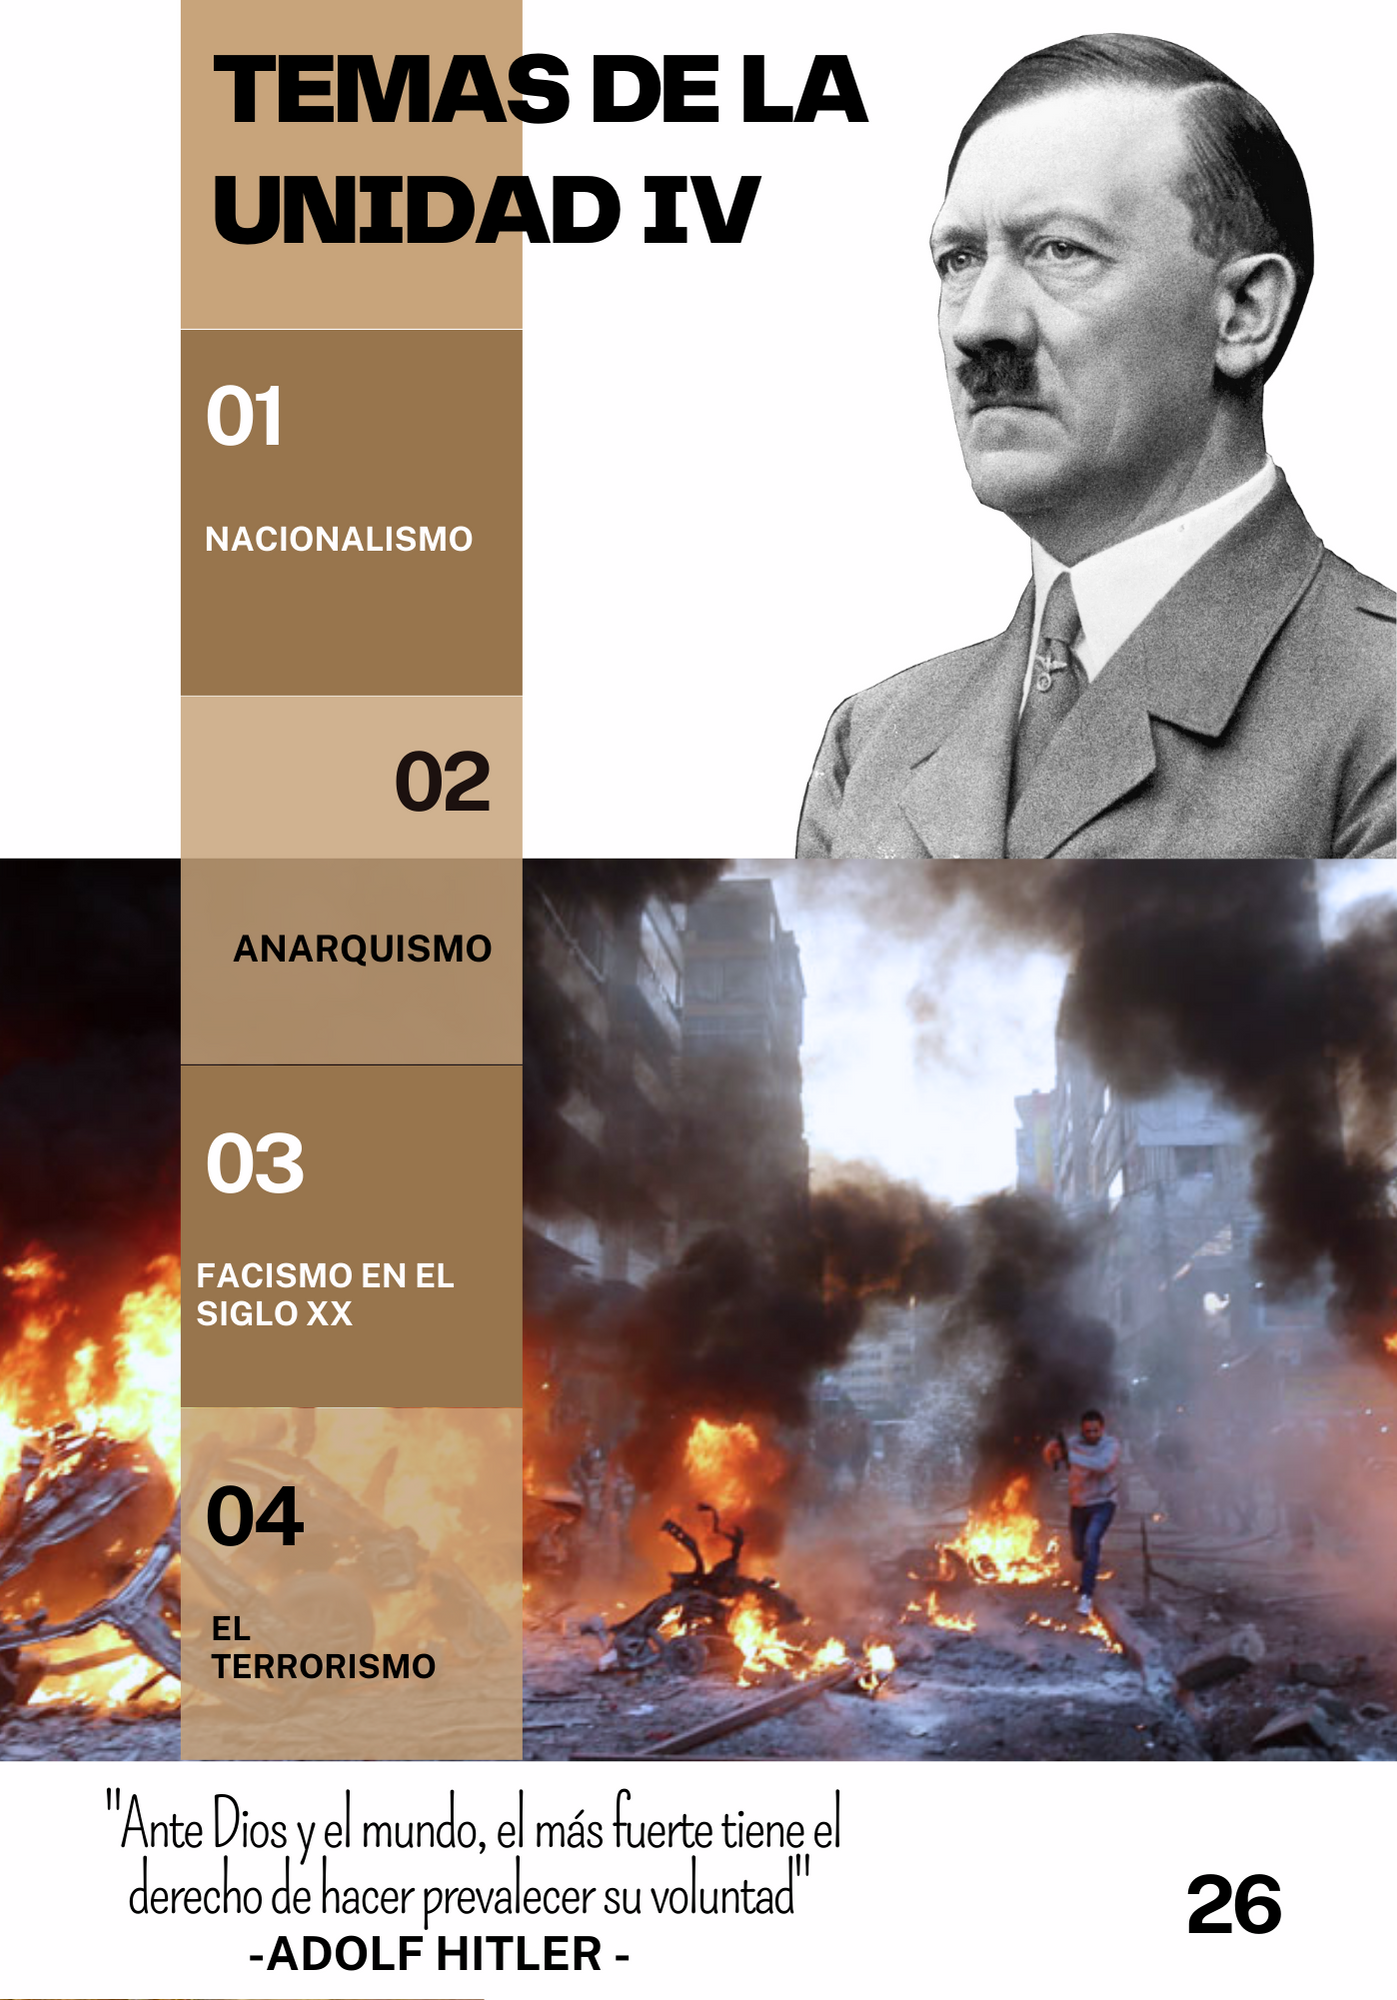 TEMAS DE LA
UNIDAD IV
01
NACIONALISMO
02
ANARQUISMO
03
FACISMO EN EL
SIGLO XX
04
EL
TERRORISMO
"Ante Dios y el mundo, el más fuerte tiene el
derecho de hacer prevalecer su voluntad"
-ADOLF HITLER -
26